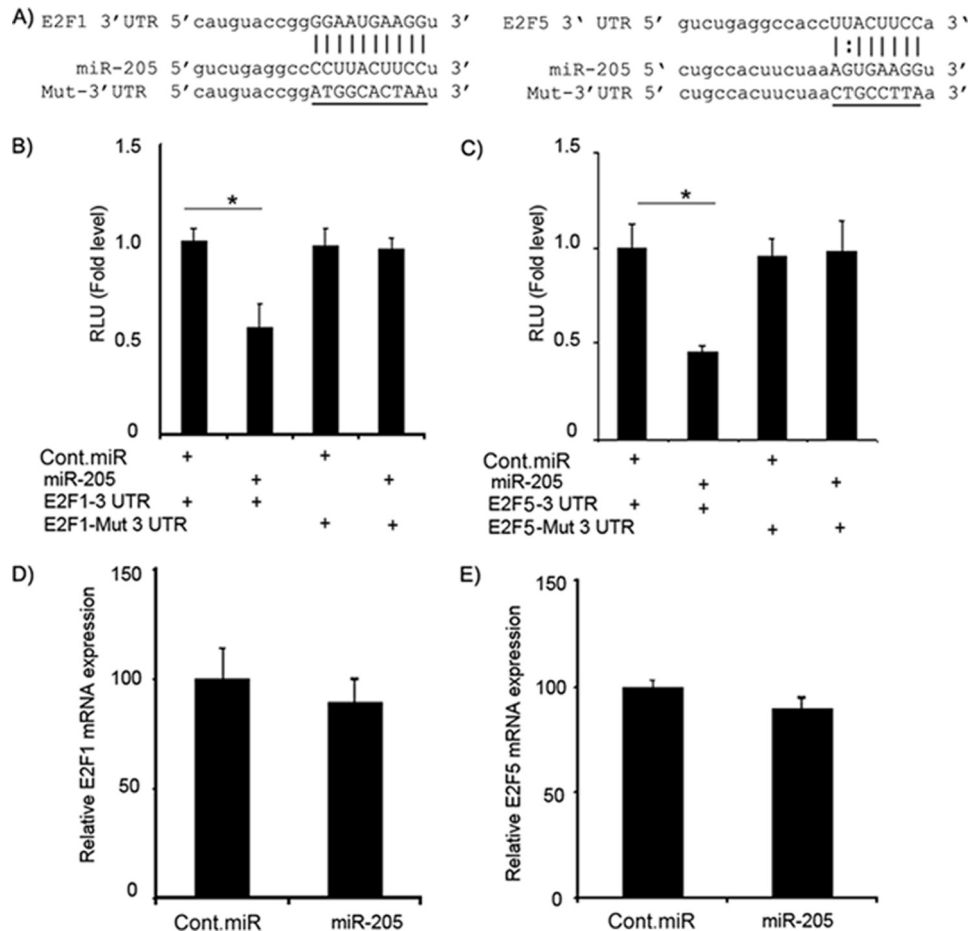 A)
E2F1 3' UTR 5'cauguaccggGGAAUGAAGGu 3'
||||||||||
miR-205 5'gucugaggccCCUUACUUCCu 3'
Mut-3'UTR 5'cauguaccggATGGCACTAAu 3'
E2F5 3‘ UTR 5’ gucugaggccaccUUACUUCCa 3‘
|:||||||
miR-205 5‘ cugccacuucuaaAGUGAAGGu 3’
Mut-3’UTR 5’ cugccacuucuaaCTGCCTTAa 3’
B)
RLU (Fold level)
1.5
1.0
0.5
0
*
Cont.miR + +
miR-205 + +
E2F1-3 UTR + +
E2F1-Mut 3 UTR + +
C)
RLU (Fold level)
1.5
1.0
0.5
0
*
Cont.miR + +
miR-205 + +
E2F5-3 UTR + +
E2F5-Mut 3 UTR + +
D)
Relative E2F1 mRNA expression
150
100
50
0
Cont.miR miR-205
E)
Relative E2F5 mRNA expression
150
100
50
0
Cont.miR miR-205